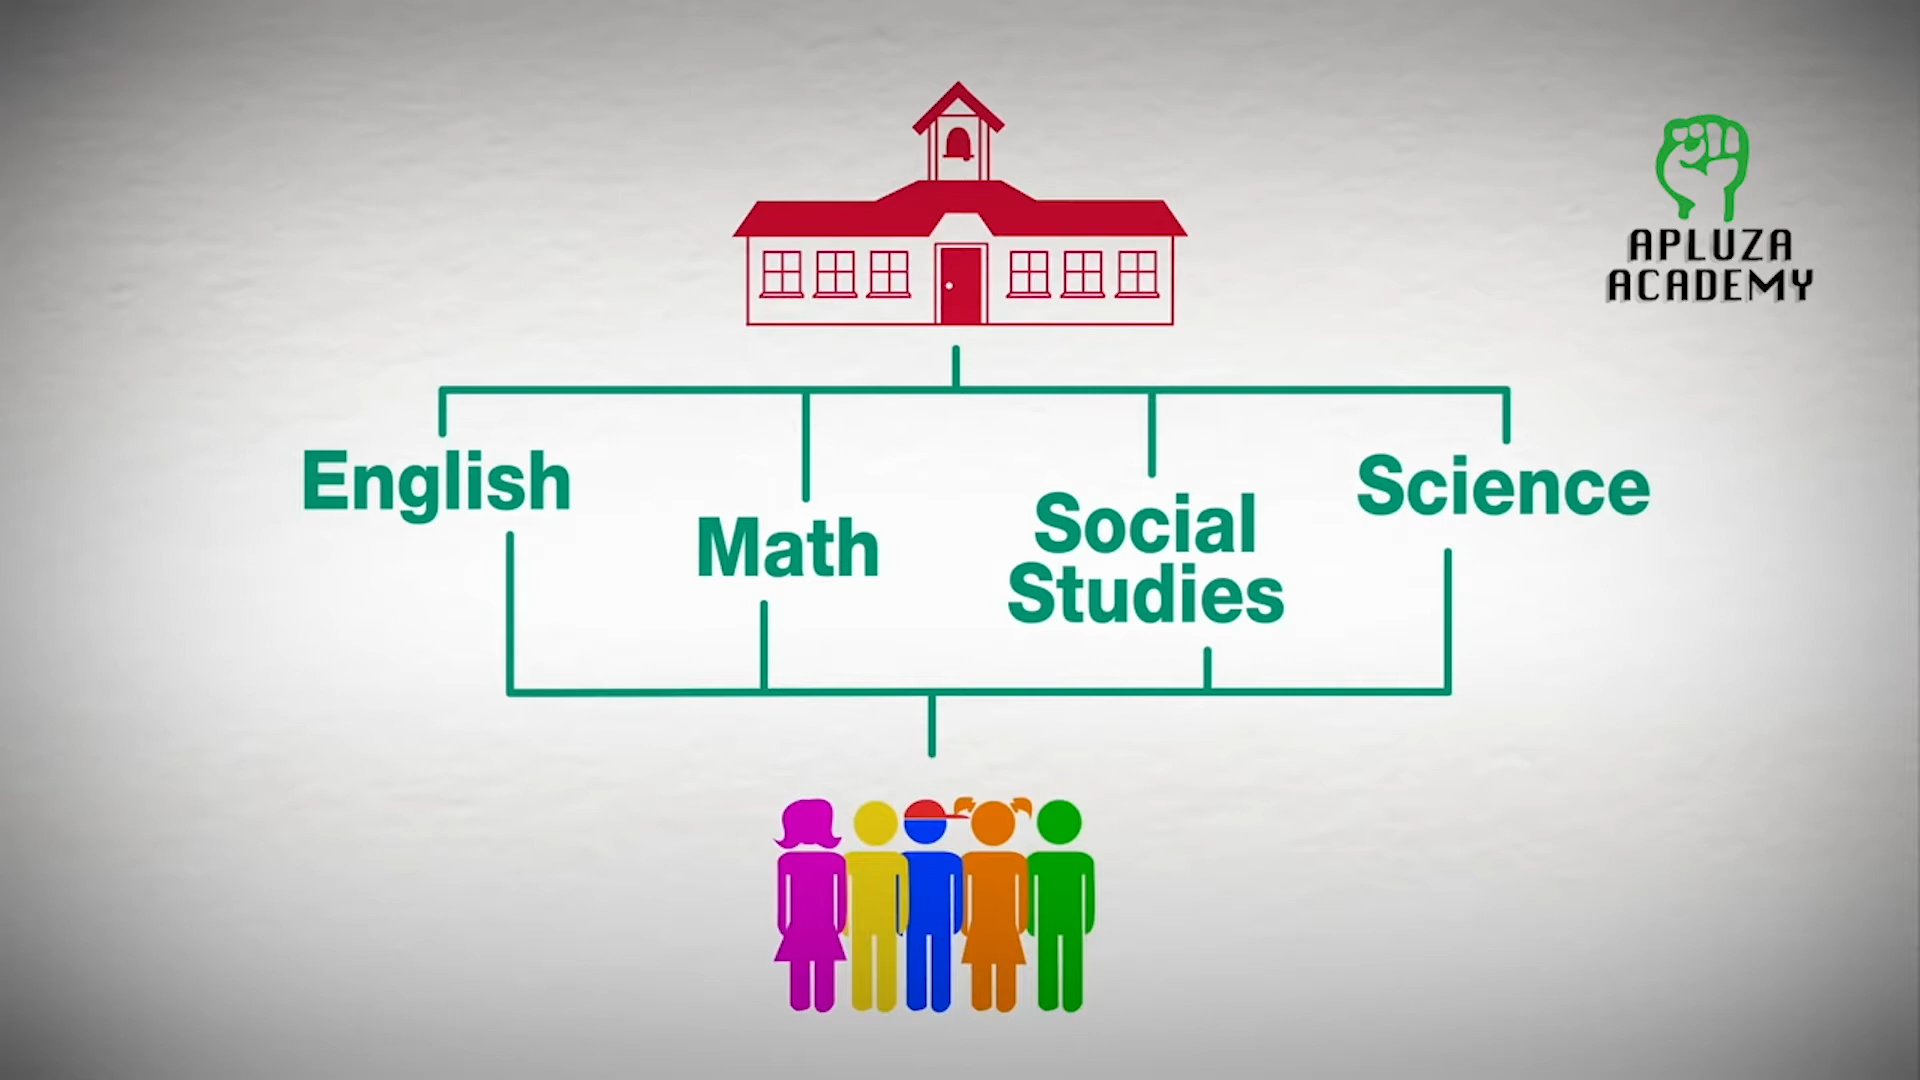 APLUZA
ACADEMY
English
Math
Social
Studies
Science